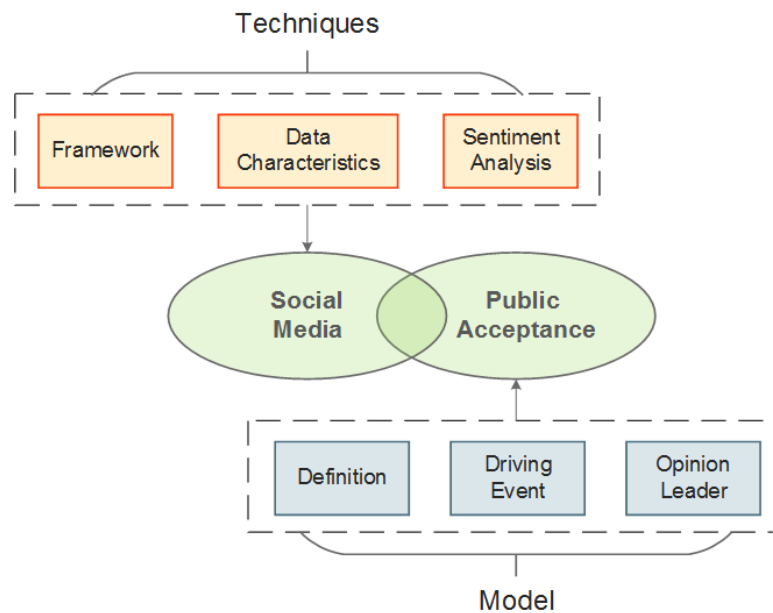 Techniques
Framework
Data
Characteristics
Sentiment
Analysis
Social
Media
Public
Acceptance
Definition
Driving
Event
Opinion
Leader
Model